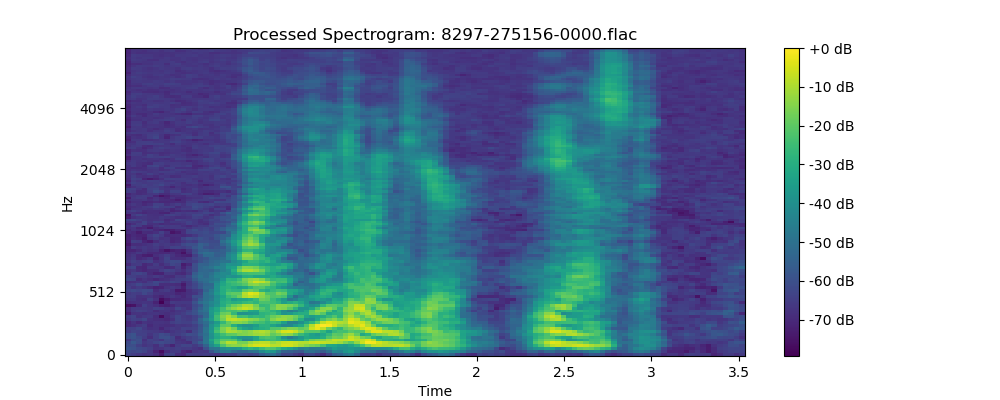 Processed Spectrogram: 8297-275156-0000.flac
Hz
4096
2048
1024
512
0
0
0.5
1
1.5
2
2.5
3
3.5
Time
+0 dB
-10 dB
-20 dB
-30 dB
-40 dB
-50 dB
-60 dB
-70 dB